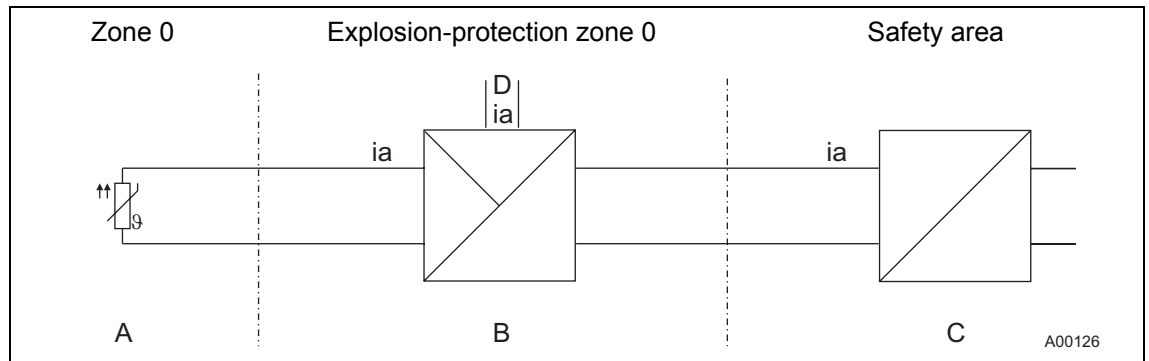 Zone 0 Explosion-protection zone 0 Safety area
D
ia
ia ia
ϑ
A B C
A00126